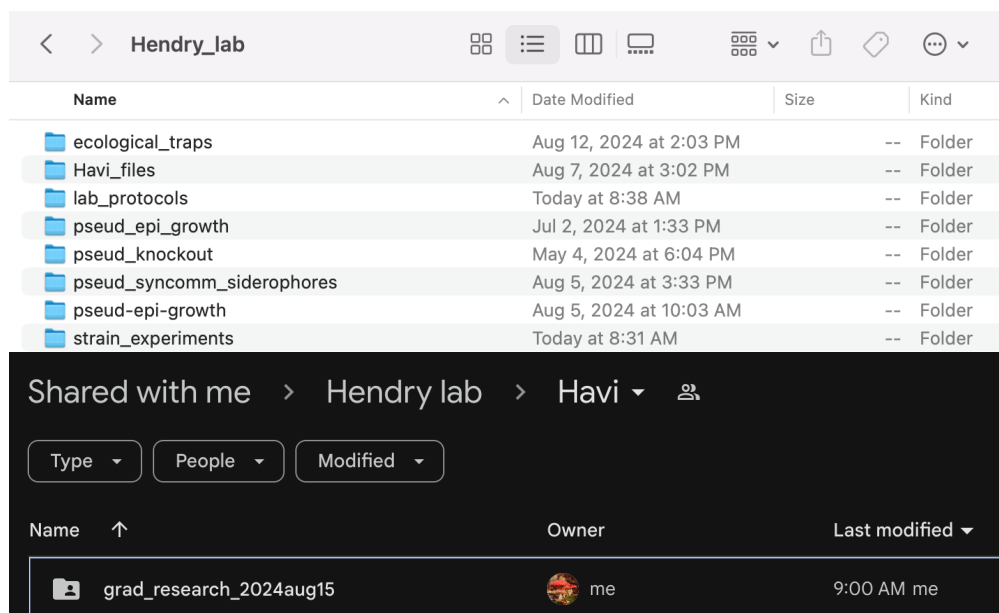 Hendry_lab
Name Date Modified Size Kind
ecological_traps Aug 12, 2024 at 2:03 PM -- Folder
Havi_files Aug 7, 2024 at 3:02 PM -- Folder
lab_protocols Today at 8:38 AM -- Folder
pseud_epi_growth Jul 2, 2024 at 1:33 PM -- Folder
pseud_knockout May 4, 2024 at 6:04 PM -- Folder
pseud_syncomm_siderophores Aug 5, 2024 at 3:33 PM -- Folder
pseud-epi-growth Aug 5, 2024 at 10:03 AM -- Folder
strain_experiments Today at 8:31 AM -- Folder
Shared with me > Hendry lab > Havi
Type People Modified
Name Owner Last modified
grad_research_2024aug15 me 9:00 AM me